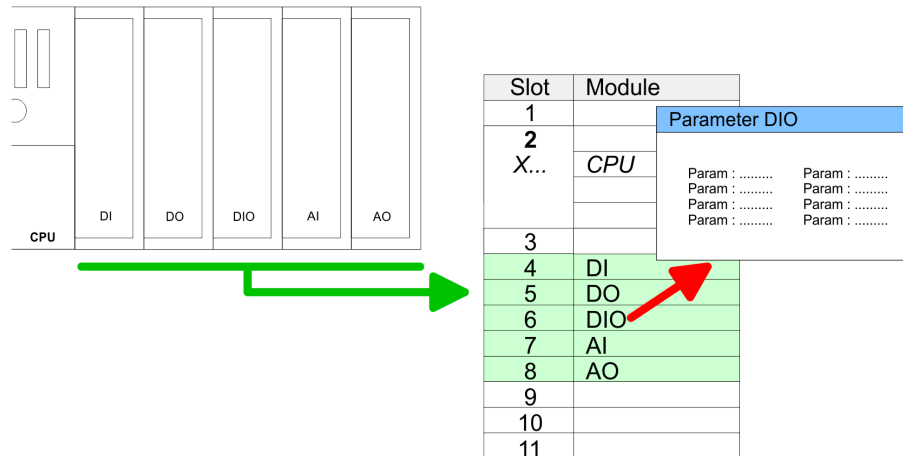 DI DO DIO AI AO
CPU
Slot Module
1
2
X... CPU
3
4 DI
5 DO
6 DIO
7 AI
8 AO
9
10
11
Parameter DIO
Param : ......... Param : .........
Param : ......... Param : .........
Param : ......... Param : .........
Param : ......... Param : .........